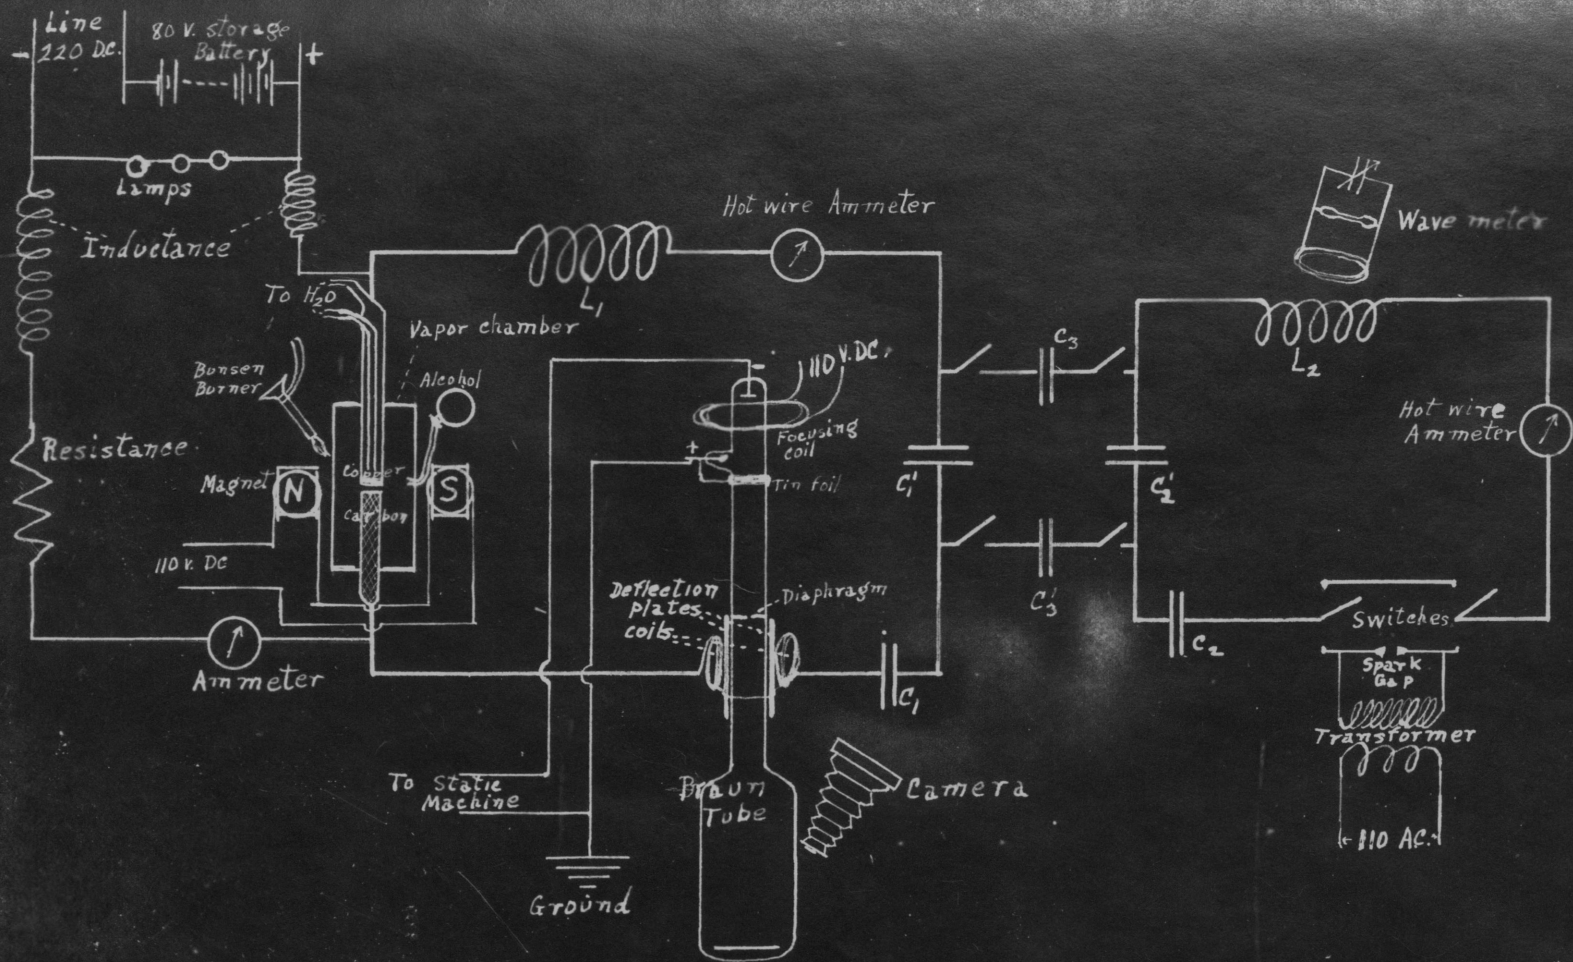 Line
220 D.C.
-
80 V. storage
Battery
+
Lamps
Inductance
To H2O
Bunsen
Burner
Vapor chamber
Alcohol
Resistance
Magnet
N
S
Copper
Carbon
110 V. DC
Ammeter
L1
Hot wire Ammeter
-
110 V. DC.
Focusing
coil
+
Tin foil
Deflection
plates
coils
Diaphragm
C1'
C1
C3
C3'
C2'
C2
Wave meter
L2
Hot wire
Ammeter
Switches
Spark
Gap
Transformer
110 AC.
To Static
Machine
Ground
Braun
Tube
Camera